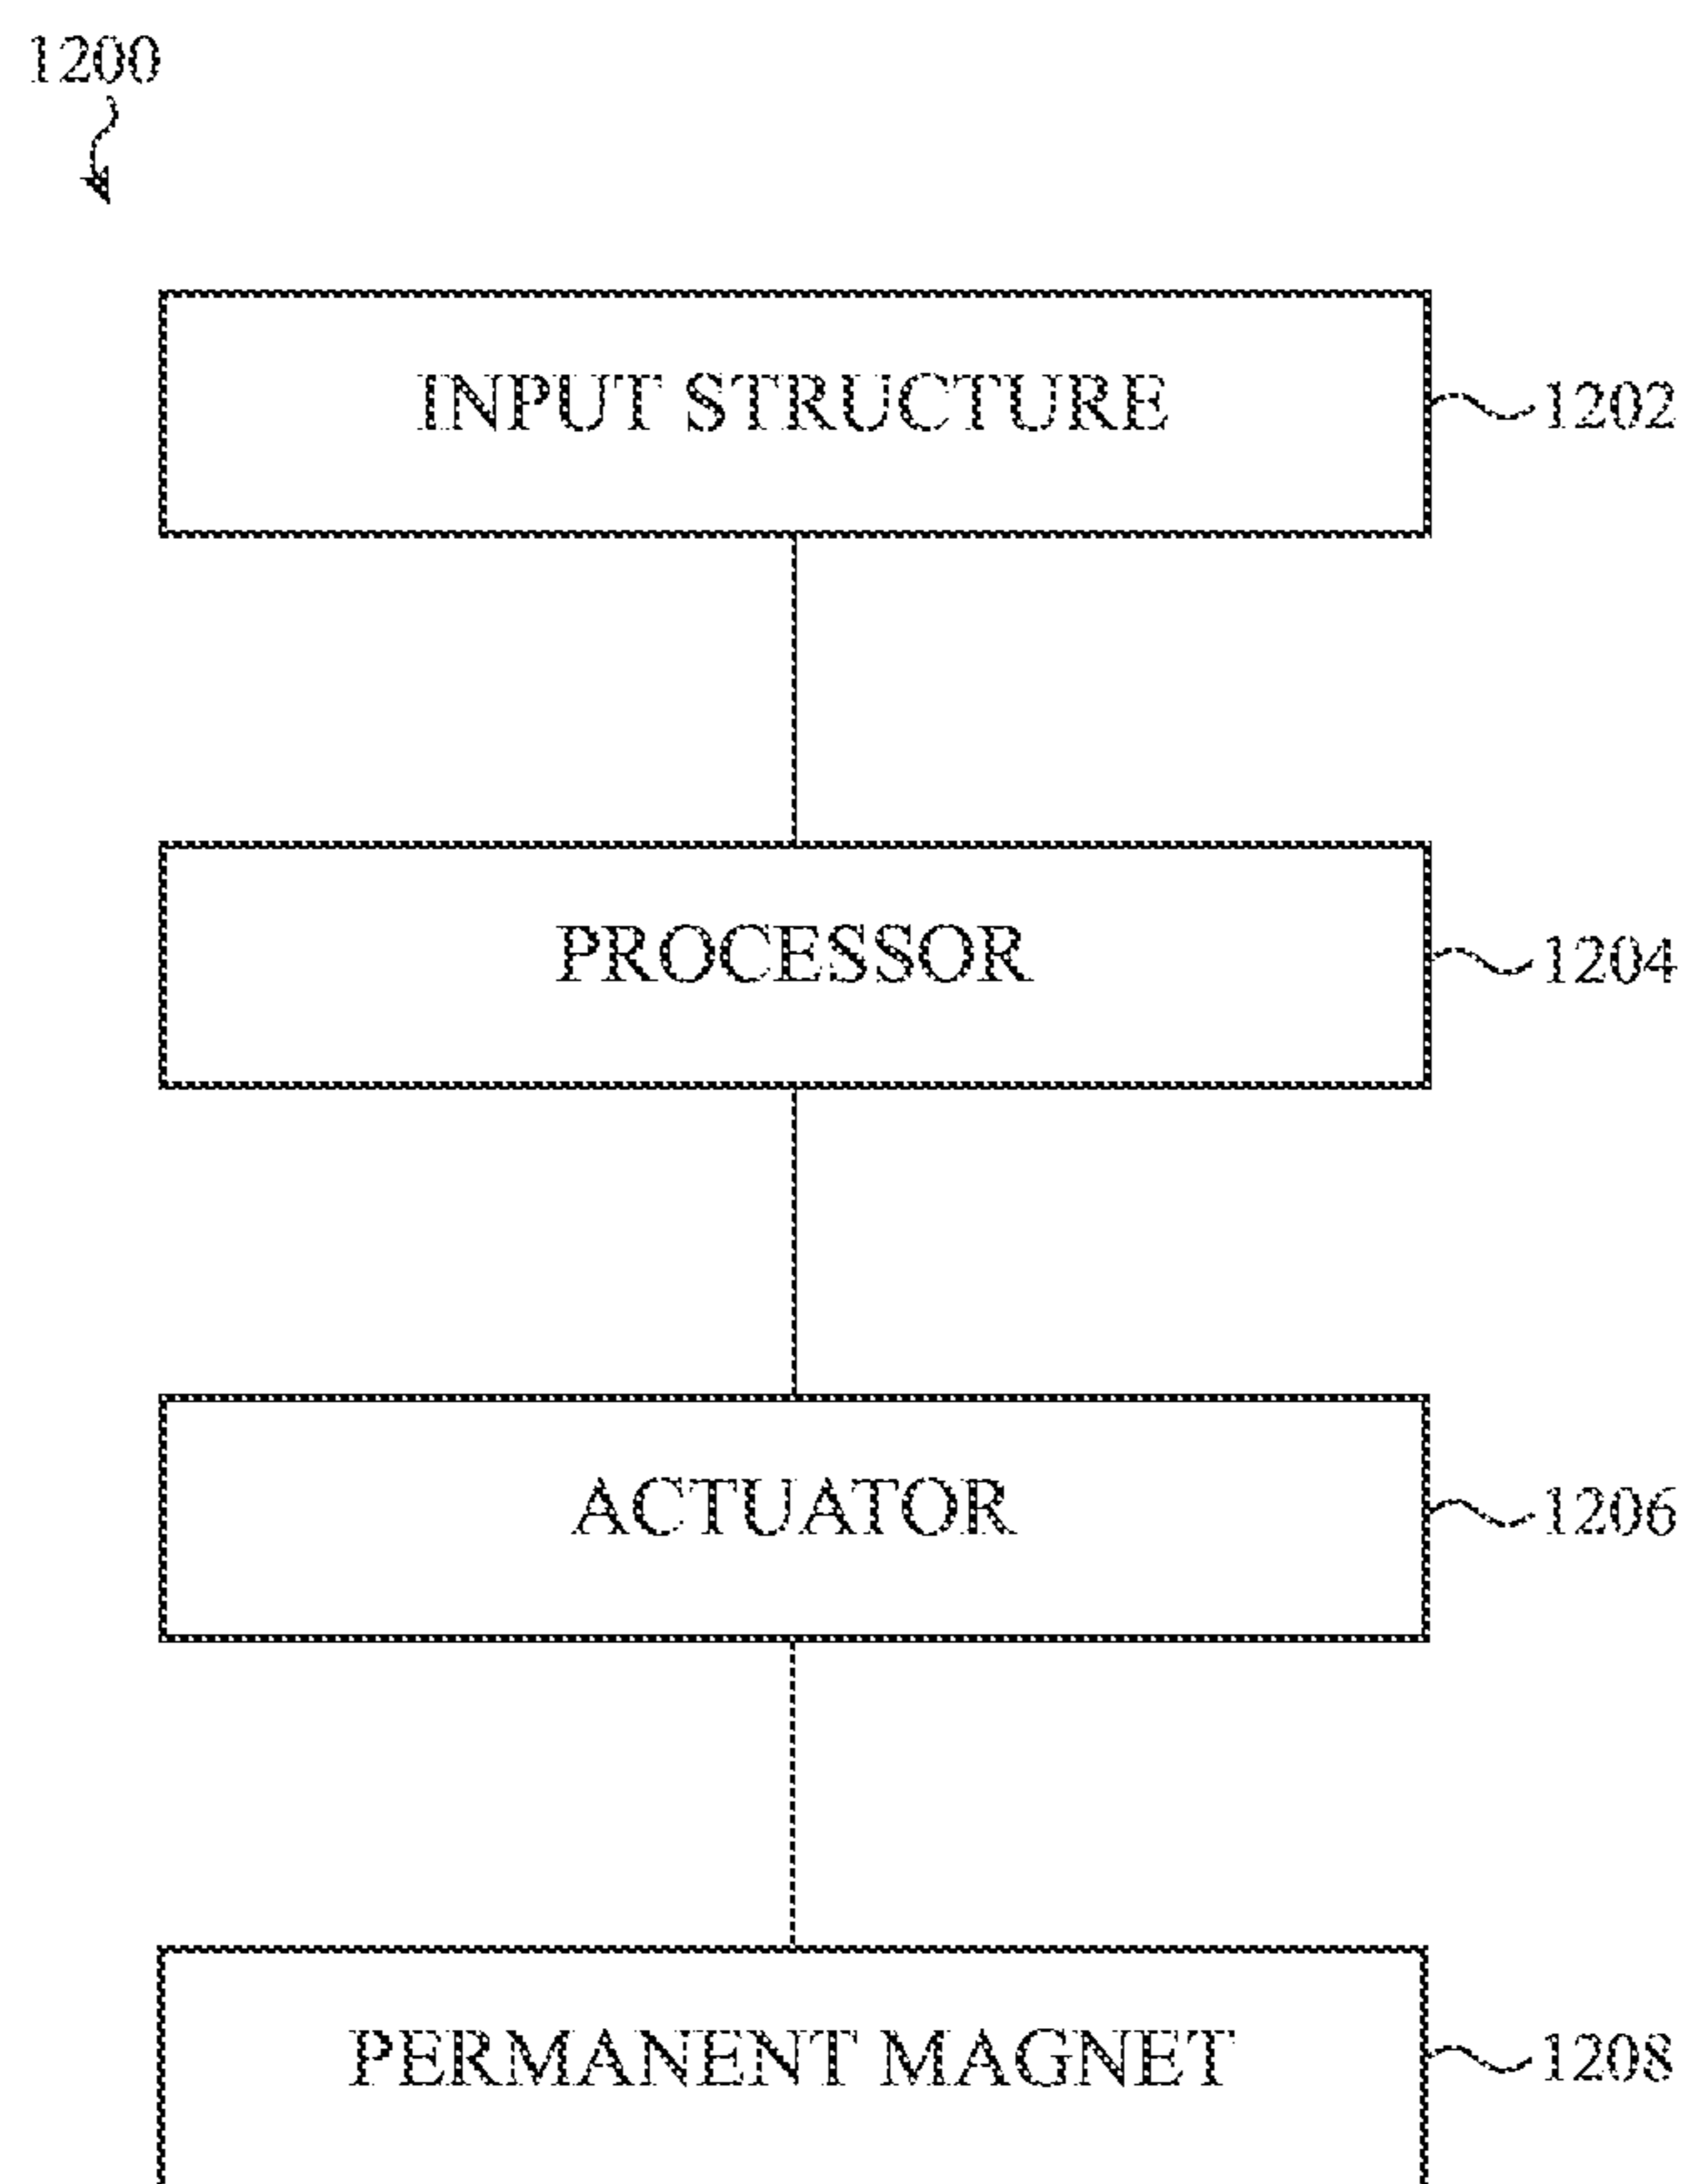 1200
INPUT STRUCTURE
1202
PROCESSOR
1204
ACTUATOR
1206
PERMANENT MAGNET
1208